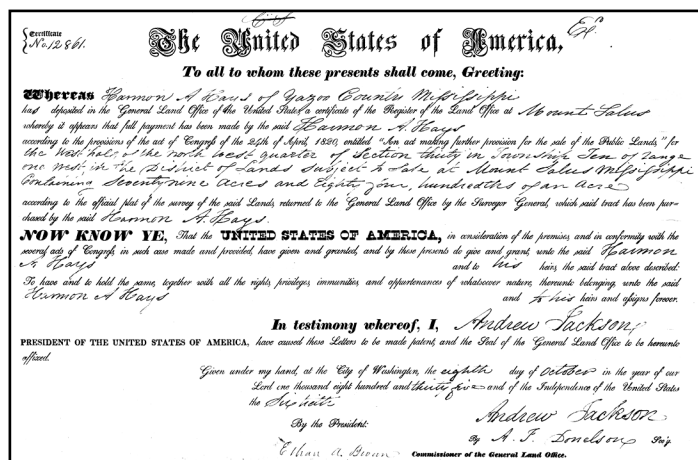 Certificate
No. 12861.
Ex.
The United States of America,
To all to whom these presents shall come, Greeting:
Whereas Harmon A Hays of Yazoo County Mississippi
has deposited in the General Land Office of the United States, a certificate of the Register of the Land Office at Mount Salus
whereby it appears that full payment has been made by the said Harmon A. Hays
according to the provisions of the act of Congress of the 24th of April, 1820, entitled "An act making further provision for the sale of the Public Lands," for
the West half of the north west quarter of Section thirty in Township Ten of range
one West, in the District of Lands Subject to Sale at Mount Salus Mississippi
Containing Seventy nine Acres and Eighty four, hundredths of an Acre
according to the official plat of the survey of the said Lands, returned to the General Land Office by the Surveyor General, which said tract has been pur-
chased by the said Harmon A. Hays.
NOW KNOW YE, That the UNITED STATES OF AMERICA, in consideration of the premises, and in conformity with the
several acts of Congress, in such case made and provided, have given and granted, and by these presents do give and grant, unto the said Harmon
A Hays and to his heirs, the said tract above described:
To have and to hold the same, together with all the rights, privileges, immunities, and appurtenances of whatsoever nature, thereunto belonging, unto the said
Harmon A Hays and to his heirs and assigns forever.
In testimony whereof, I, Andrew Jackson
PRESIDENT OF THE UNITED STATES OF AMERICA, have caused these Letters to be made patent, and the Seal of the General Land Office to be hereunto
affixed.
Given under my hand, at the City of Washington, the eighth day of October in the year of our
Lord one thousand eight hundred and thirty five and of the Independence of the United States
the Sixtieth
Andrew Jackson
By the President:
By A. J. Donelson Sec'y.
Ethan A. Brown Commissioner of the General Land Office.